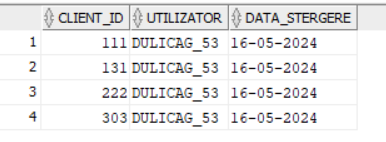 CLIENT_ID UTILIZATOR DATA_STERGERE
1 111 DULICAG_53 16-05-2024
2 131 DULICAG_53 16-05-2024
3 222 DULICAG_53 16-05-2024
4 303 DULICAG_53 16-05-2024